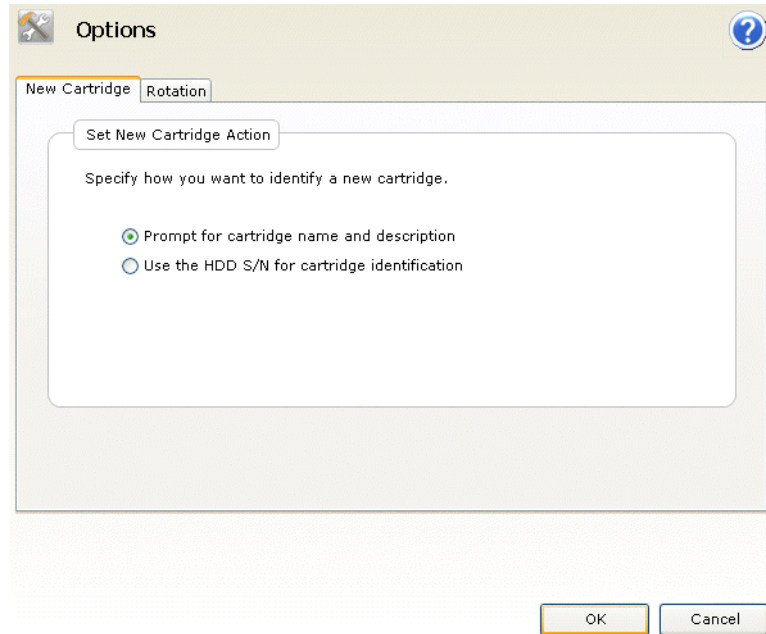 Options
New Cartridge
Rotation
Set New Cartridge Action
Specify how you want to identify a new cartridge.
Prompt for cartridge name and description
Use the HDD S/N for cartridge identification
OK
Cancel